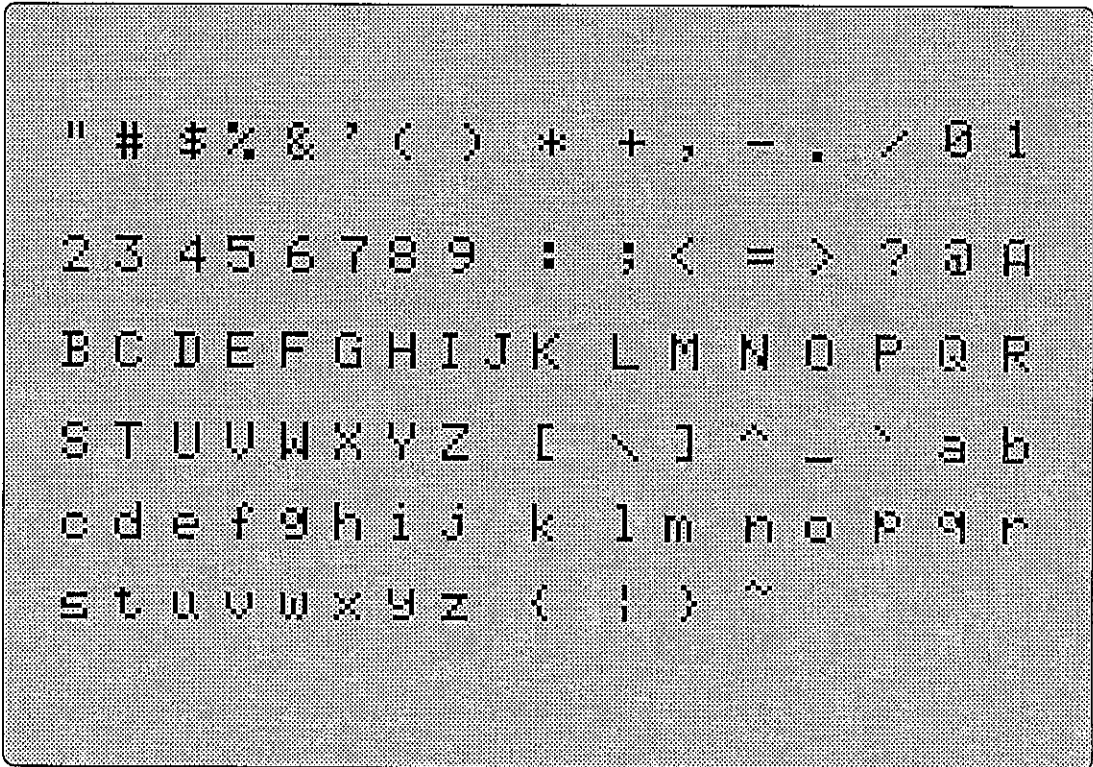 " # $ % & ' ( ) * + , - . / 0 1
2 3 4 5 6 7 8 9 : ; < = > ? @ A
B C D E F G H I J K L M N O P Q R
S T U V W X Y Z [ \ ] ^ _ ` a b
c d e f g h i j k l m n o p q r
s t u v w x y z { ¦ } ~